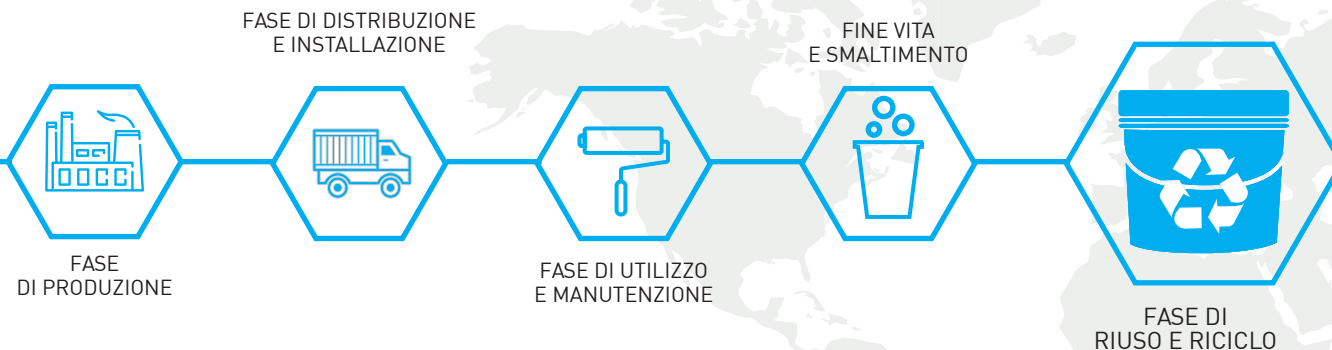 FASE
DI PRODUZIONE
FASE DI DISTRIBUZIONE
E INSTALLAZIONE
FASE DI UTILIZZO
E MANUTENZIONE
FINE VITA
E SMALTIMENTO
FASE DI
RIUSO E RICICLO